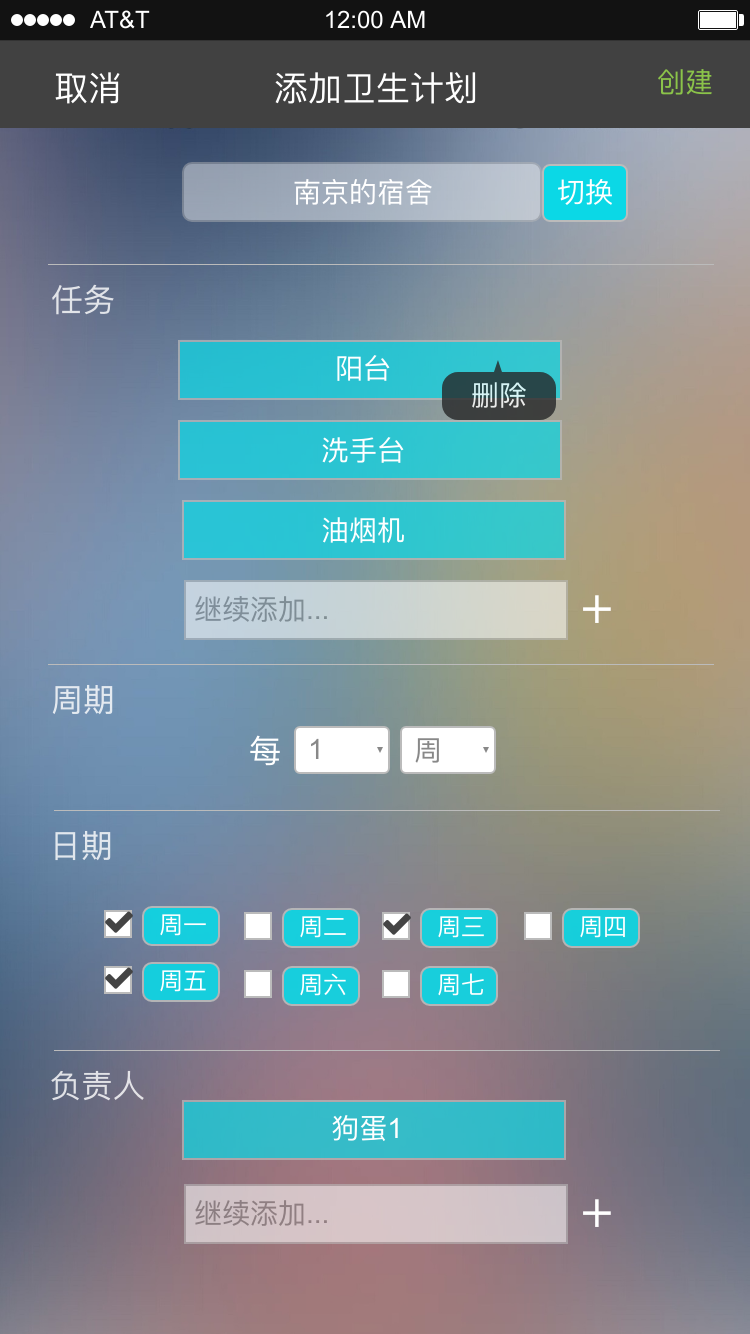 AT&T 12:00 AM
取消 添加卫生计划 创建
南京的宿舍 切换
任务
阳台
删除
洗手台
油烟机
继续添加... +
周期
每 1 周
日期
周一 周二 周三 周四
周五 周六 周七
负责人
狗蛋1
继续添加... +